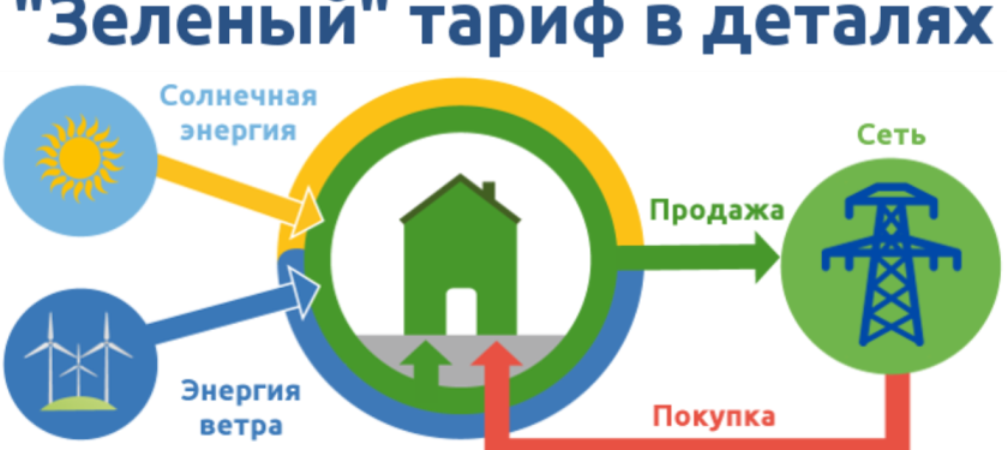 "Зеленый" тариф в деталях
Солнечная
энергия
Сеть
Продажа
Энергия
ветра
Покупка